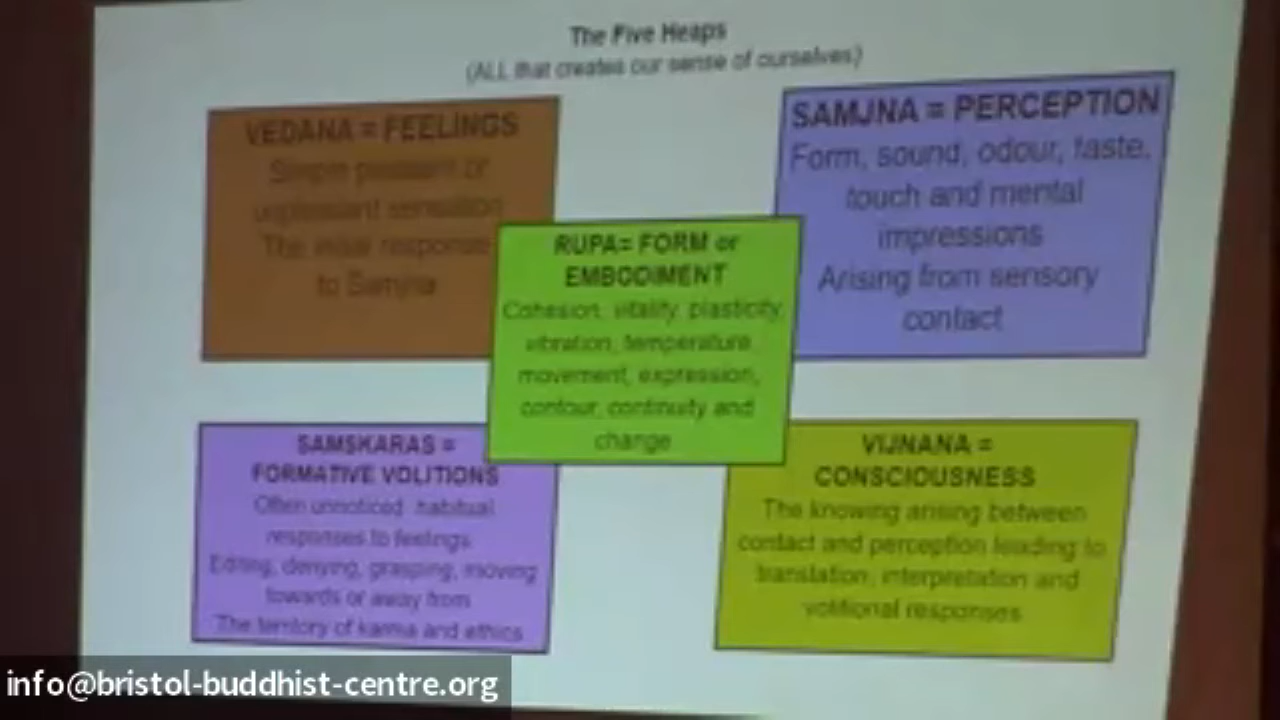 The Five Heaps
(ALL that creates our sense of ourselves)
VEDANA = FEELINGS
Simple pleasant or
unpleasant sensation
The initial response
to Samjna
SAMJNA = PERCEPTION
Form, sound, odour, taste,
touch and mental
impressions
Arising from sensory
contact
RUPA= FORM or
EMBODIMENT
Cohesion, vitality, plasticity,
vibration, temperature,
movement, expression,
contour, continuity and
change
SAMSKARAS =
FORMATIVE VOLITIONS
Often unnoticed habitual
responses to feelings
Editing, denying, grasping, moving
towards or away from
The territory of karma and ethics
VIJNANA =
CONSCIOUSNESS
The knowing arising between
contact and perception leading to
translation, interpretation and
volitional responses
info@bristol-buddhist-centre.org